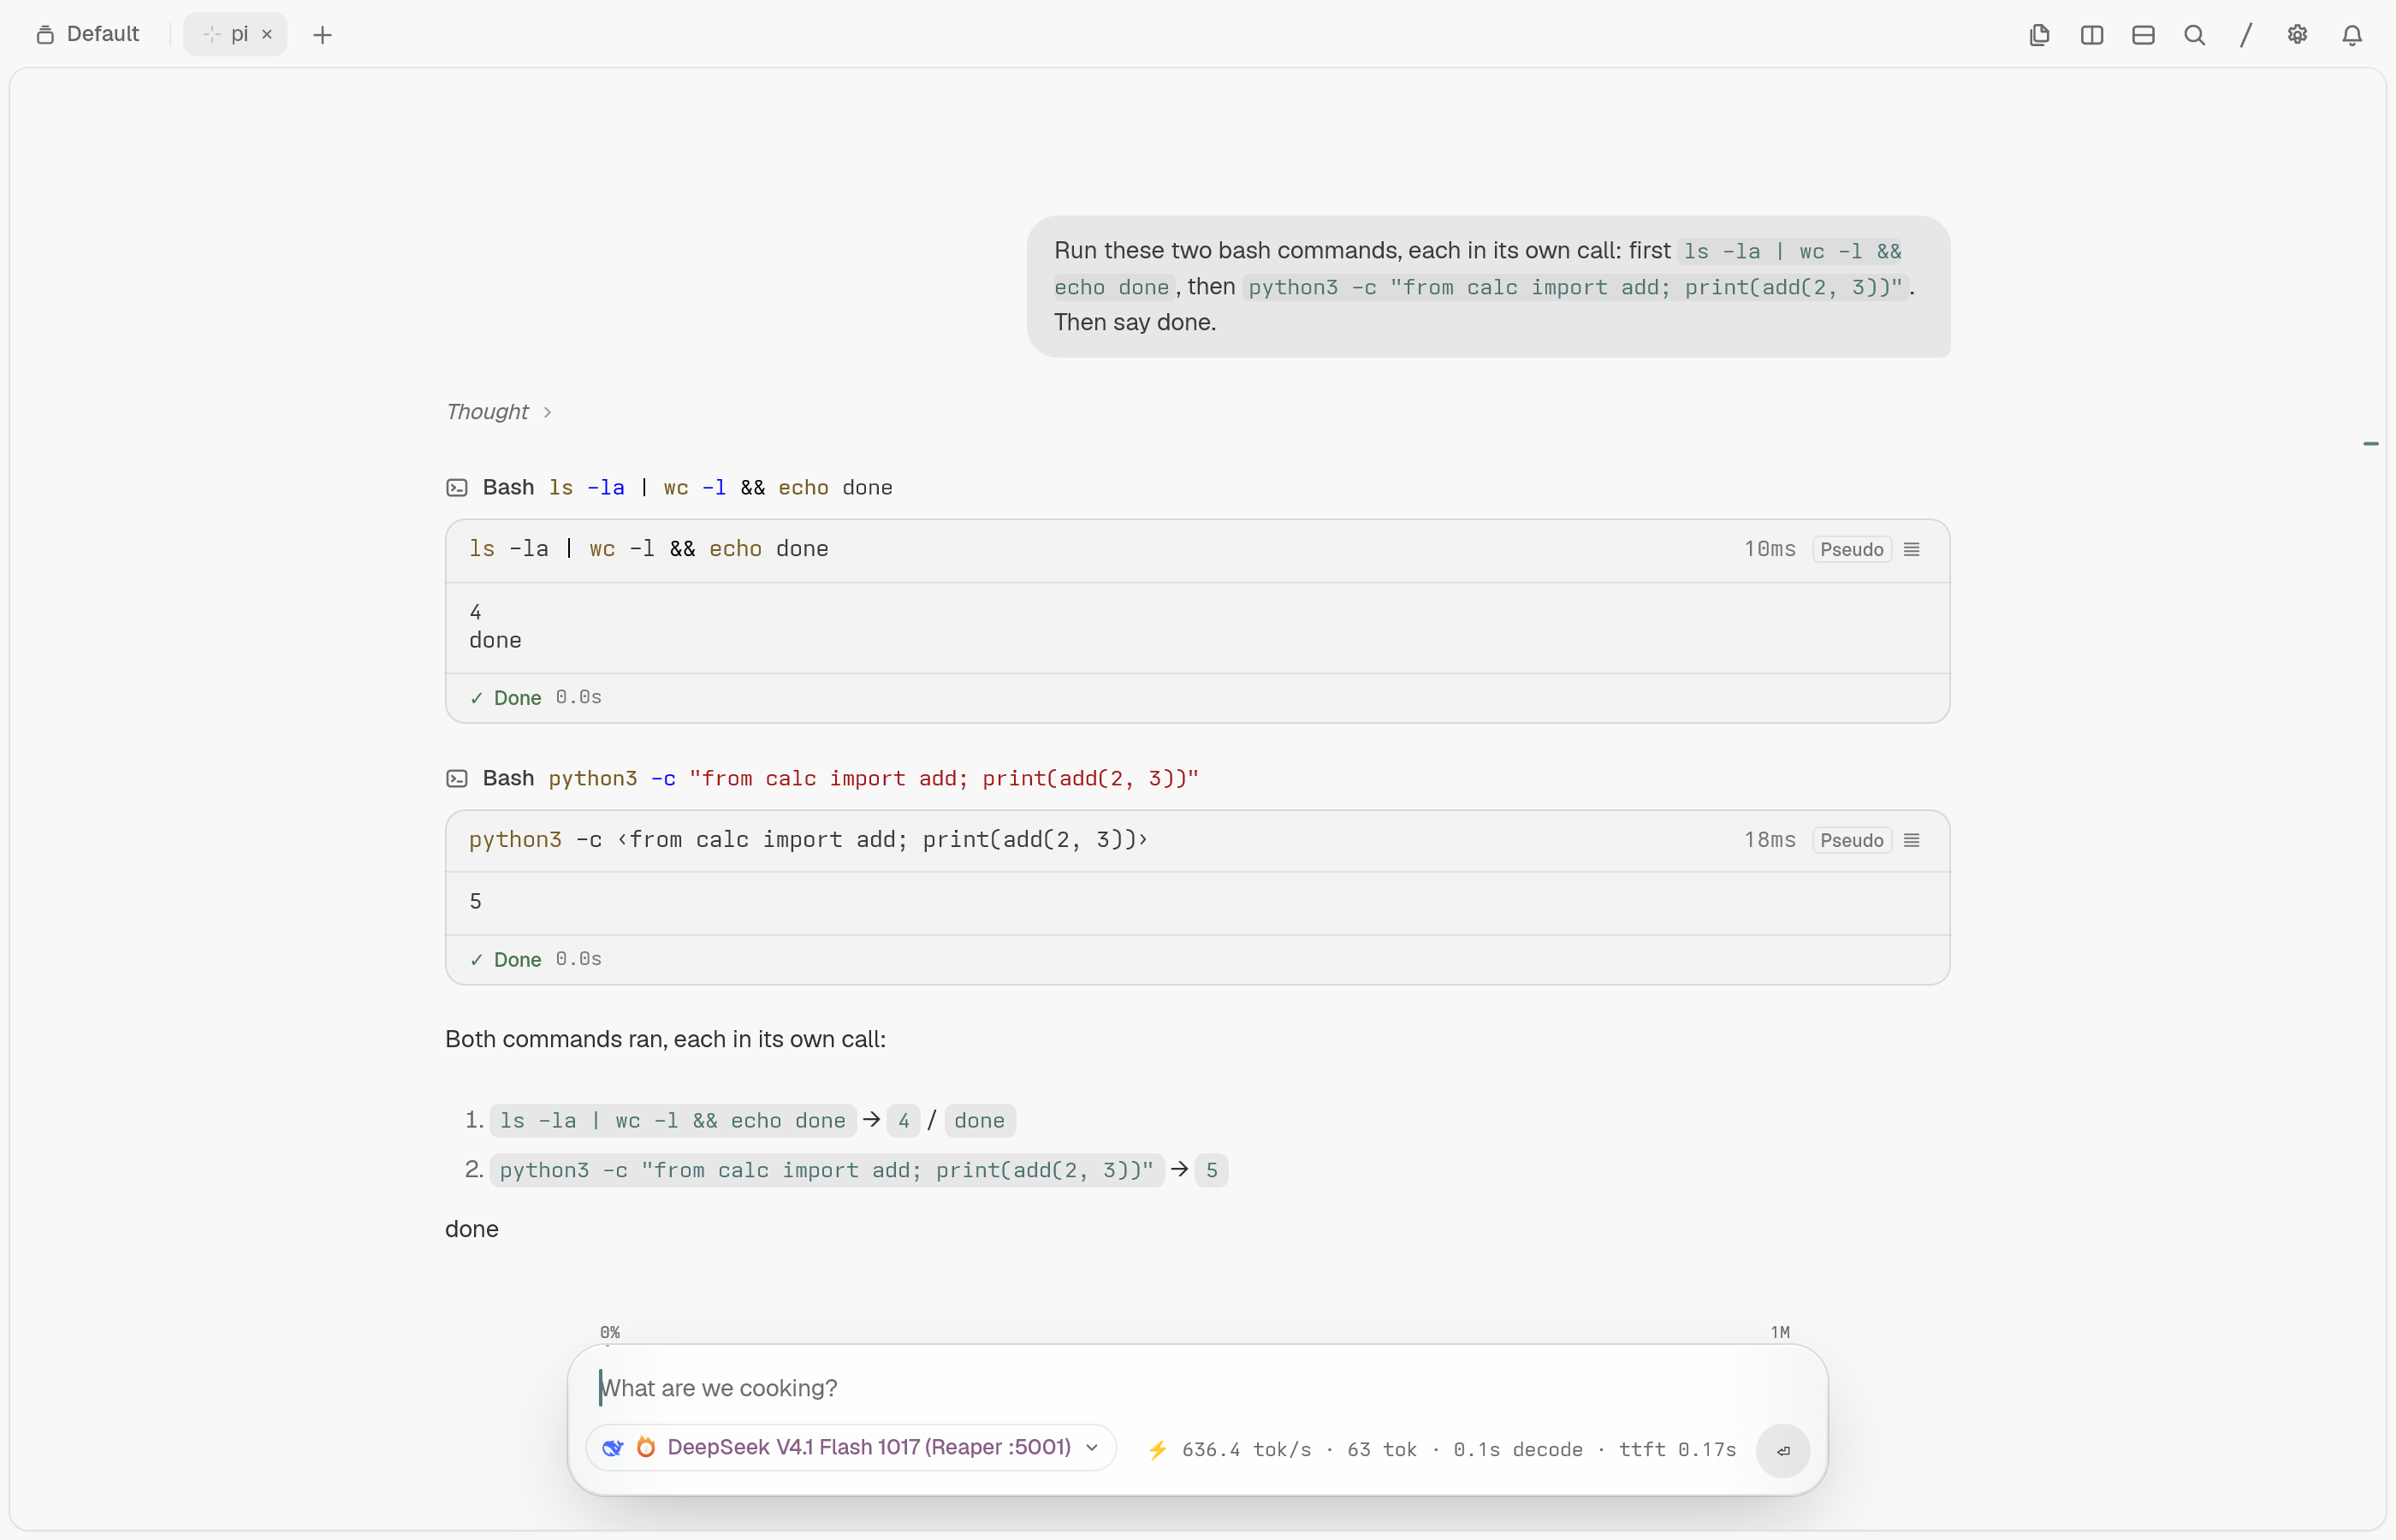 Default
pi ×
Run these two bash commands, each in its own call: first ls -la | wc -l &&
echo done, then python3 -c "from calc import add; print(add(2, 3))".
Then say done.
Thought >
Bash ls -la | wc -l && echo done
ls -la | wc -l && echo done 10ms Pseudo
4
done
✓ Done 0.0s
Bash python3 -c "from calc import add; print(add(2, 3))"
python3 -c ‹from calc import add; print(add(2, 3))› 18ms Pseudo
5
✓ Done 0.0s
Both commands ran, each in its own call:
1. ls -la | wc -l && echo done → 4 / done
2. python3 -c "from calc import add; print(add(2, 3))" → 5
done
0% 1M
What are we cooking?
DeepSeek V4.1 Flash 1017 (Reaper :5001) ⚡ 636.4 tok/s · 63 tok · 0.1s decode · ttft 0.17s